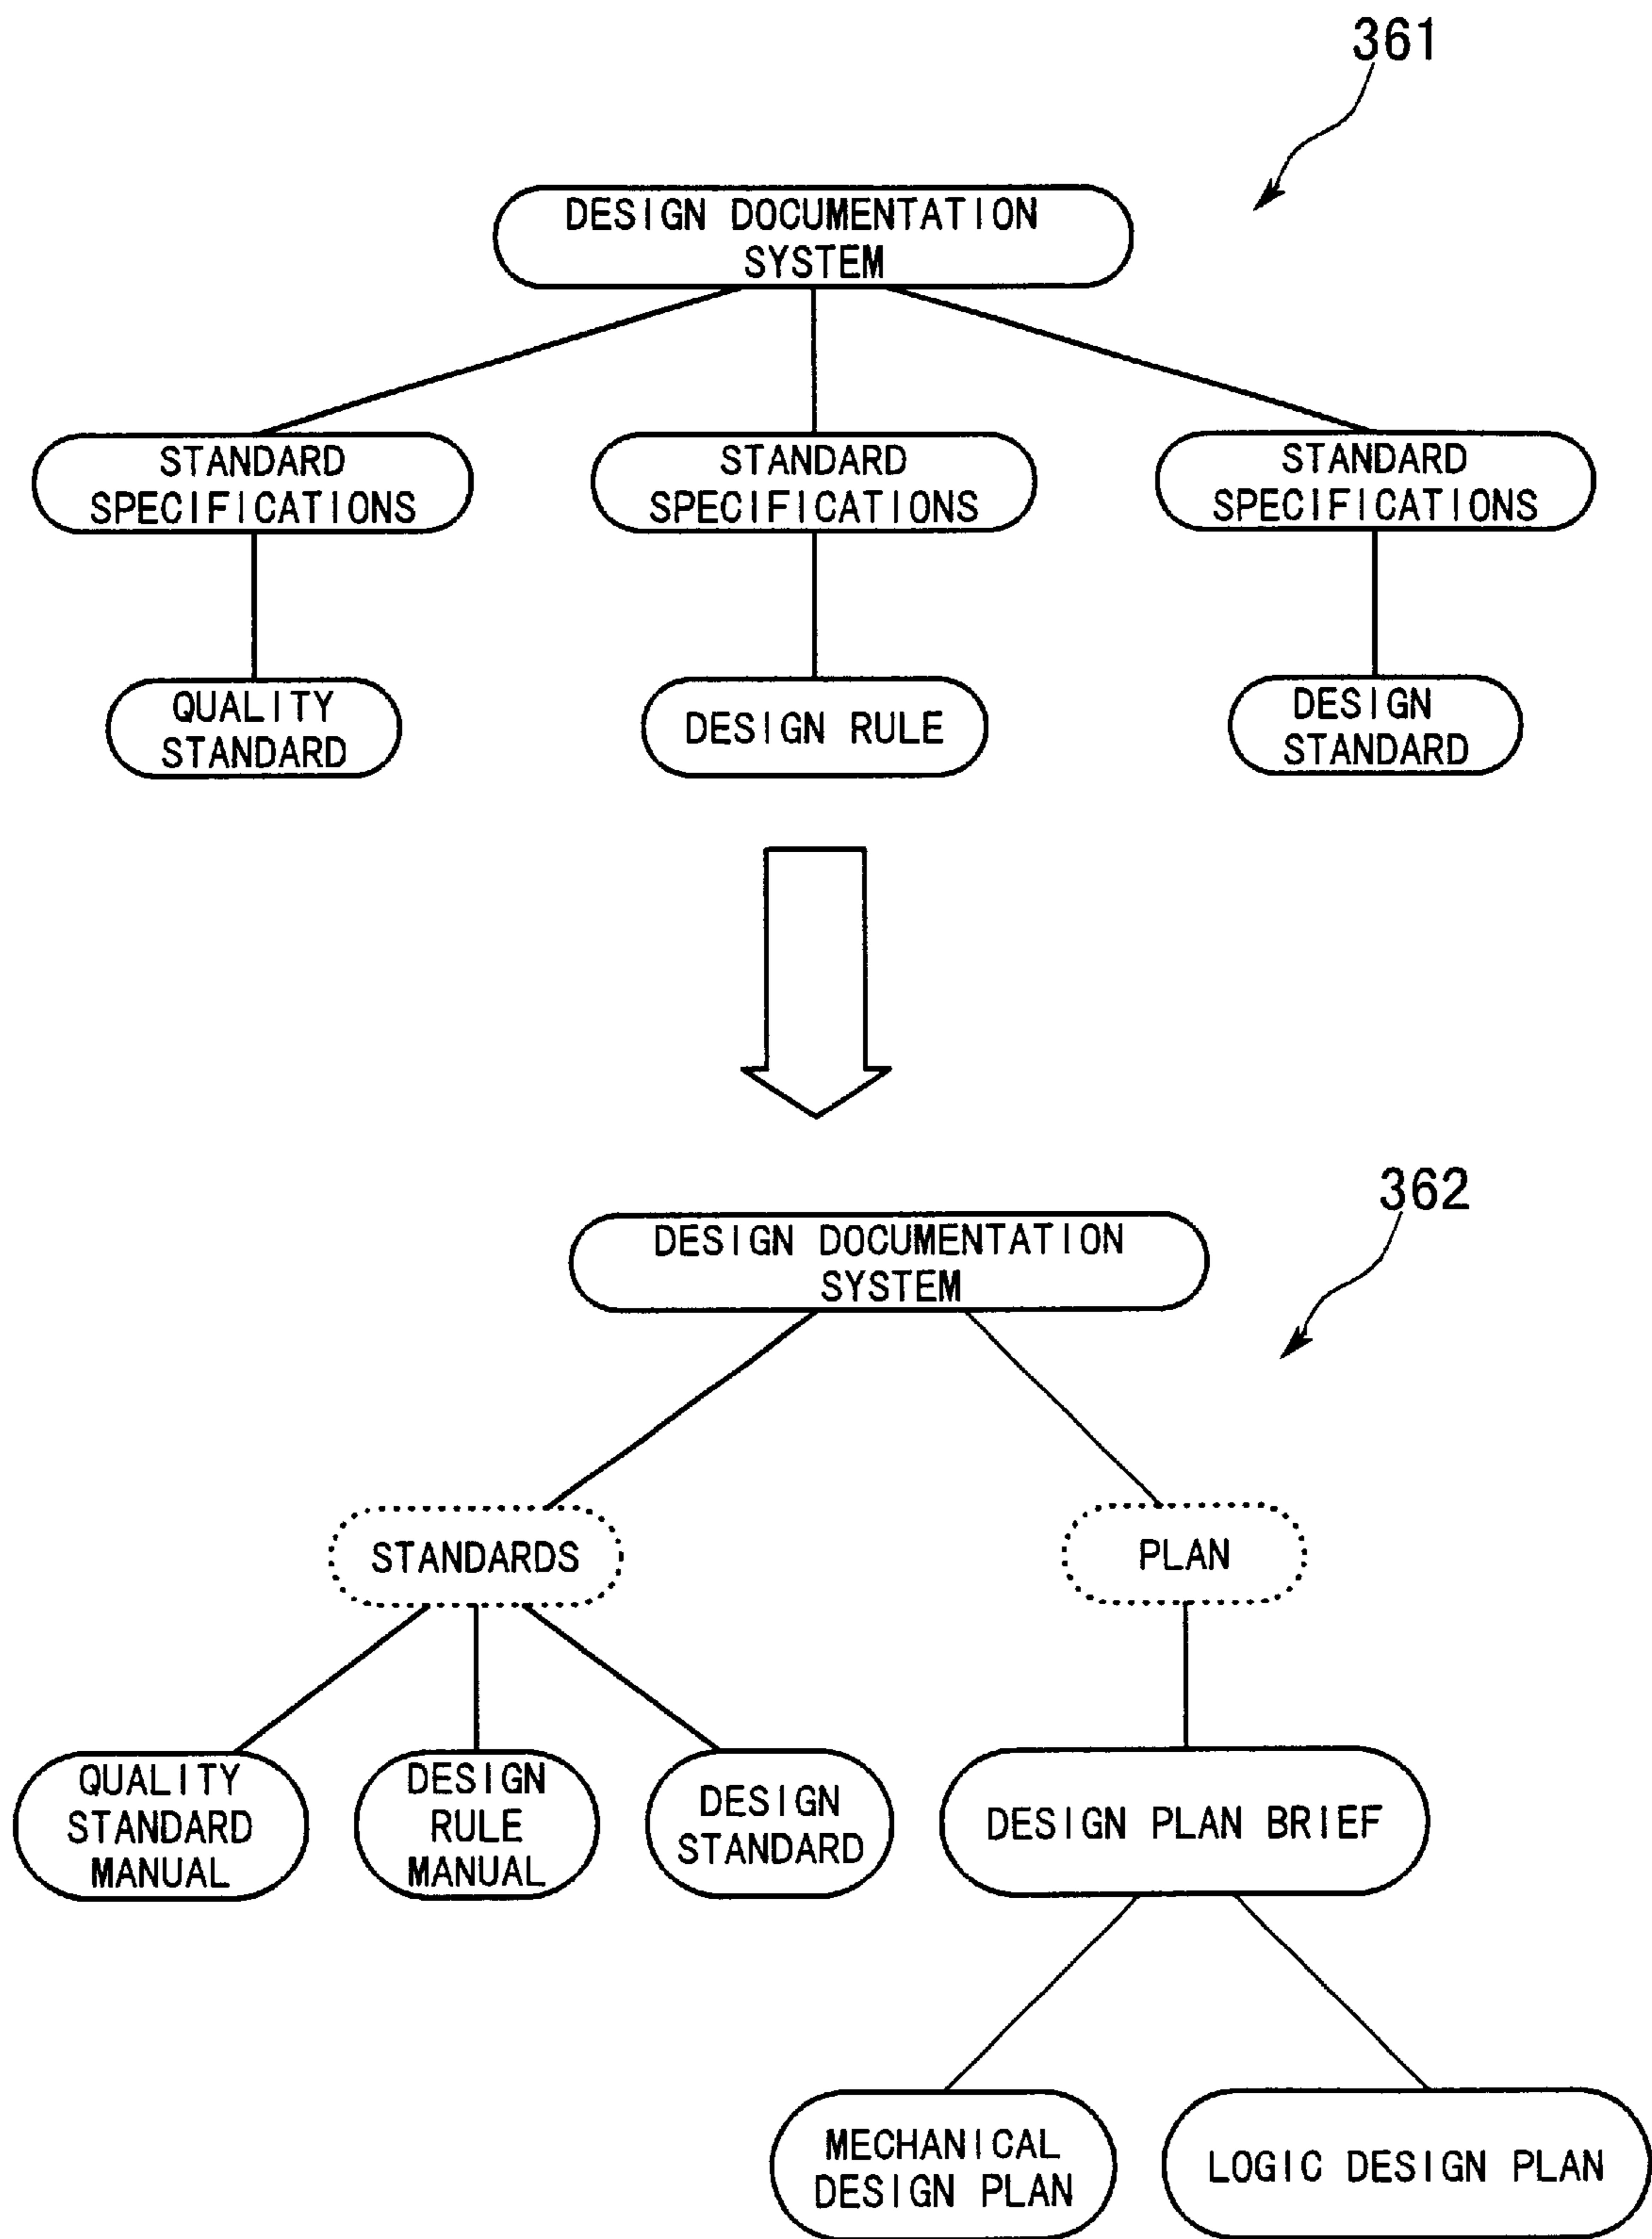 361
DESIGN DOCUMENTATION
SYSTEM
STANDARD
SPECIFICATIONS
STANDARD
SPECIFICATIONS
STANDARD
SPECIFICATIONS
QUALITY
STANDARD
DESIGN RULE
DESIGN
STANDARD
362
DESIGN DOCUMENTATION
SYSTEM
STANDARDS
PLAN
QUALITY
STANDARD
MANUAL
DESIGN
RULE
MANUAL
DESIGN
STANDARD
DESIGN PLAN BRIEF
MECHANICAL
DESIGN PLAN
LOGIC DESIGN PLAN